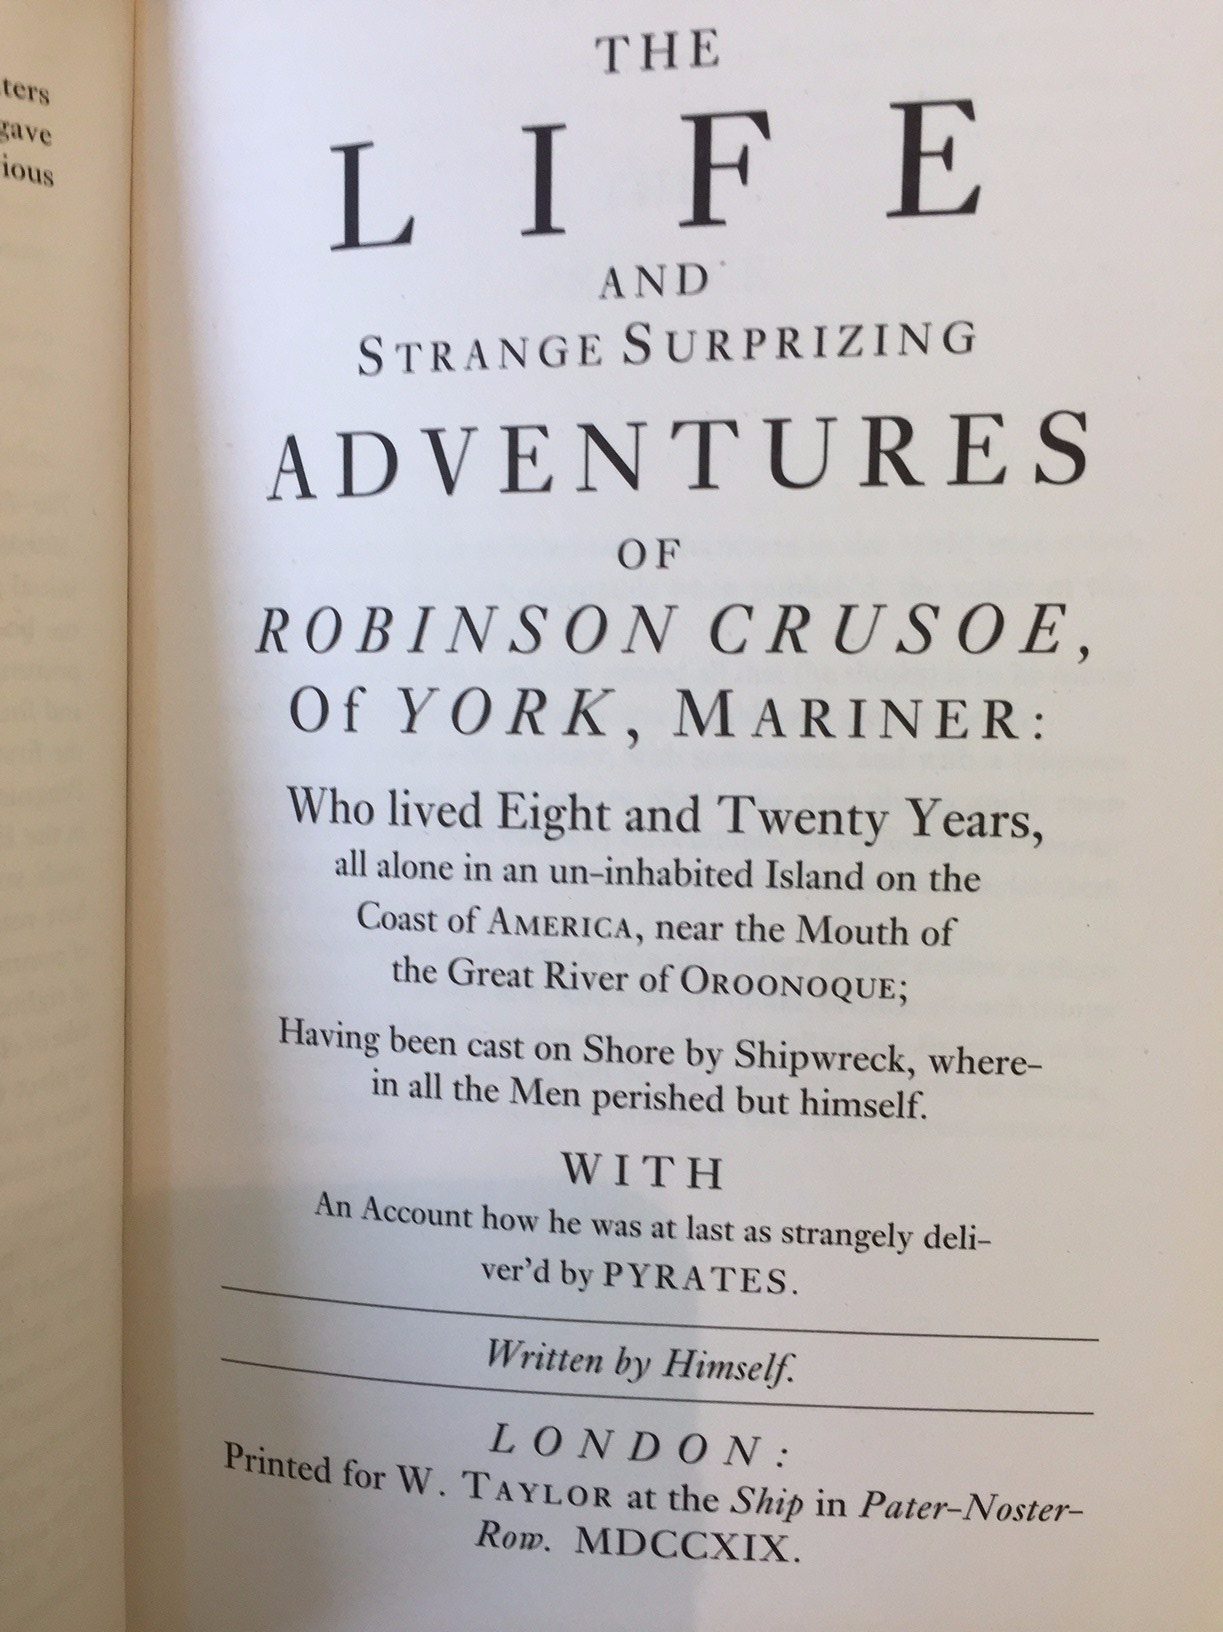 ters
gave
ious
THE
LIFE
AND
STRANGE SURPRIZING
ADVENTURES
OF
ROBINSON CRUSOE,
Of YORK, MARINER:
Who lived Eight and Twenty Years,
all alone in an un-inhabited Island on the
Coast of AMERICA, near the Mouth of
the Great River of OROONOQUE;
Having been cast on Shore by Shipwreck, where-
in all the Men perished but himself.
WITH
An Account how he was at last as strangely deli-
ver'd by PYRATES.
Written by Himself.
LONDON:
Printed for W. TAYLOR at the Ship in Pater-Noster-
Row. MDCCXIX.